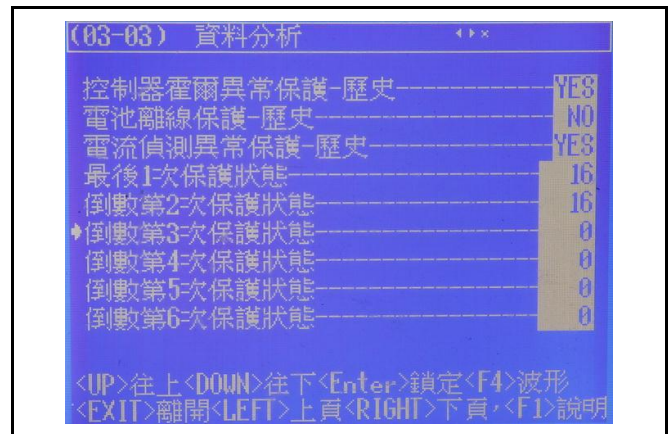 (03-03) 資料分析
控制器霍爾異常保護-歷史------------YES
電池離線保護-歷史------------------NO
電流偵測異常保護-歷史--------------YES
最後1次保護狀態--------------------16
倒數第2次保護狀態------------------16
倒數第3次保護狀態------------------0
倒數第4次保護狀態------------------0
倒數第5次保護狀態------------------0
倒數第6次保護狀態------------------0
<UP>往上<DOWN>往下<Enter>鎖定<F4>波形
<EXIT>離開<LEFT>上頁<RIGHT>下頁,<F1>說明